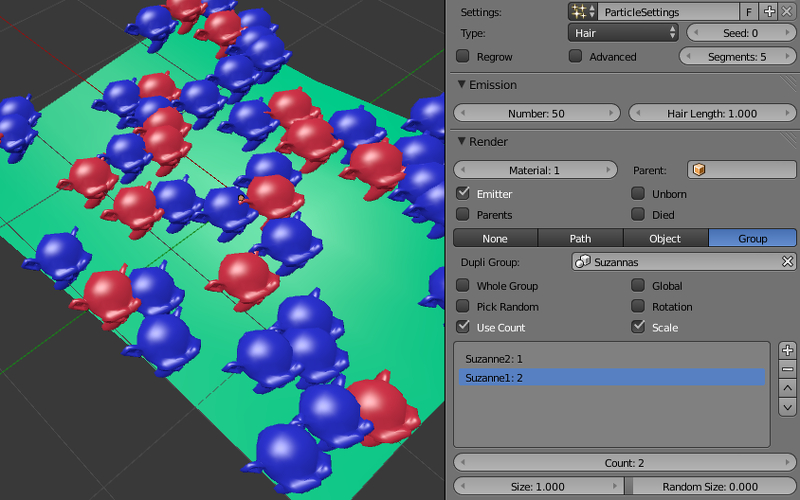 Settings: ParticleSettings F
Type: Hair Seed: 0
Regrow Advanced Segments: 5
Emission
Number: 50 Hair Length: 1.000
Render
Material: 1 Parent:
Emitter Unborn
Parents Died
None Path Object Group
Dupli Group: Suzannas
Whole Group Global
Pick Random Rotation
Use Count Scale
Suzanne2: 1
Suzanne1: 2
Count: 2
Size: 1.000 Random Size: 0.000